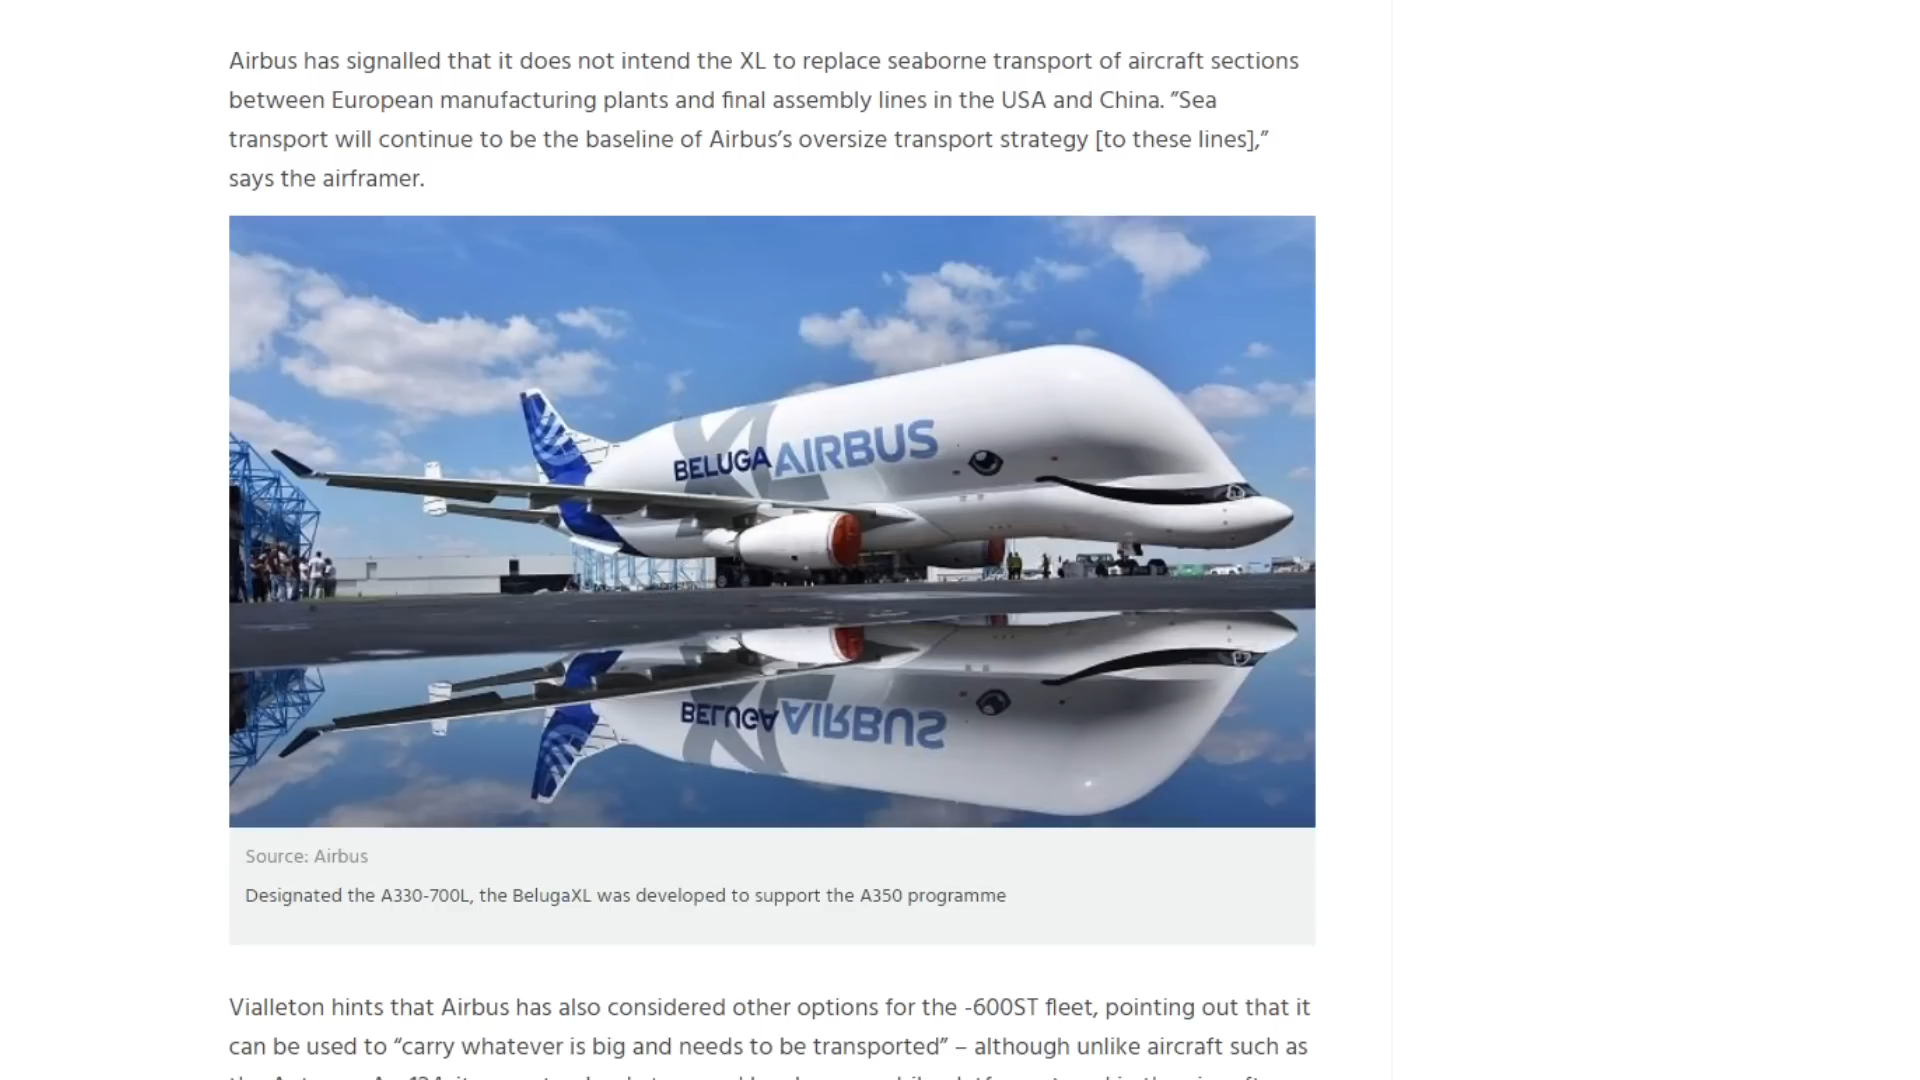 Airbus has signalled that it does not intend the XL to replace seaborne transport of aircraft sections
between European manufacturing plants and final assembly lines in the USA and China. ”Sea
transport will continue to be the baseline of Airbus’s oversize transport strategy [to these lines],”
says the airframer.
BELUGA AIRBUS
XL
Source: Airbus
Designated the A330-700L, the BelugaXL was developed to support the A350 programme
Vialleton hints that Airbus has also considered other options for the -600ST fleet, pointing out that it
can be used to “carry whatever is big and needs to be transported” – although unlike aircraft such as